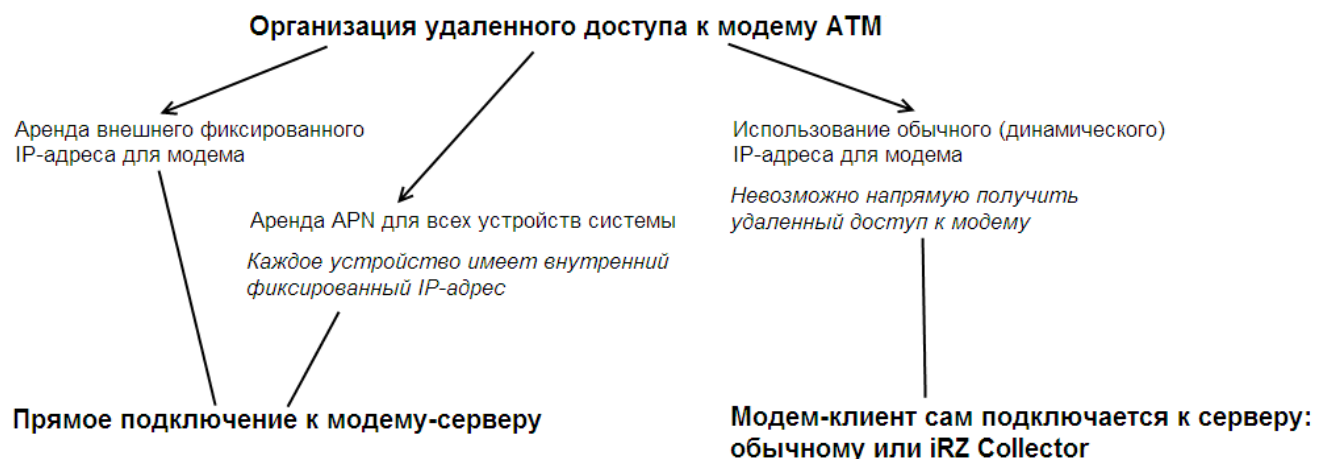 Организация удаленного доступа к модему ATM
Аренда внешнего фиксированного
IP-адреса для модема
Аренда APN для всех устройств системы
Каждое устройство имеет внутренний
фиксированный IP-адрес
Использование обычного (динамического)
IP-адреса для модема
Невозможно напрямую получить
удаленный доступ к модему
Прямое подключение к модему-серверу
Модем-клиент сам подключается к серверу:
обычному или iRZ Collector